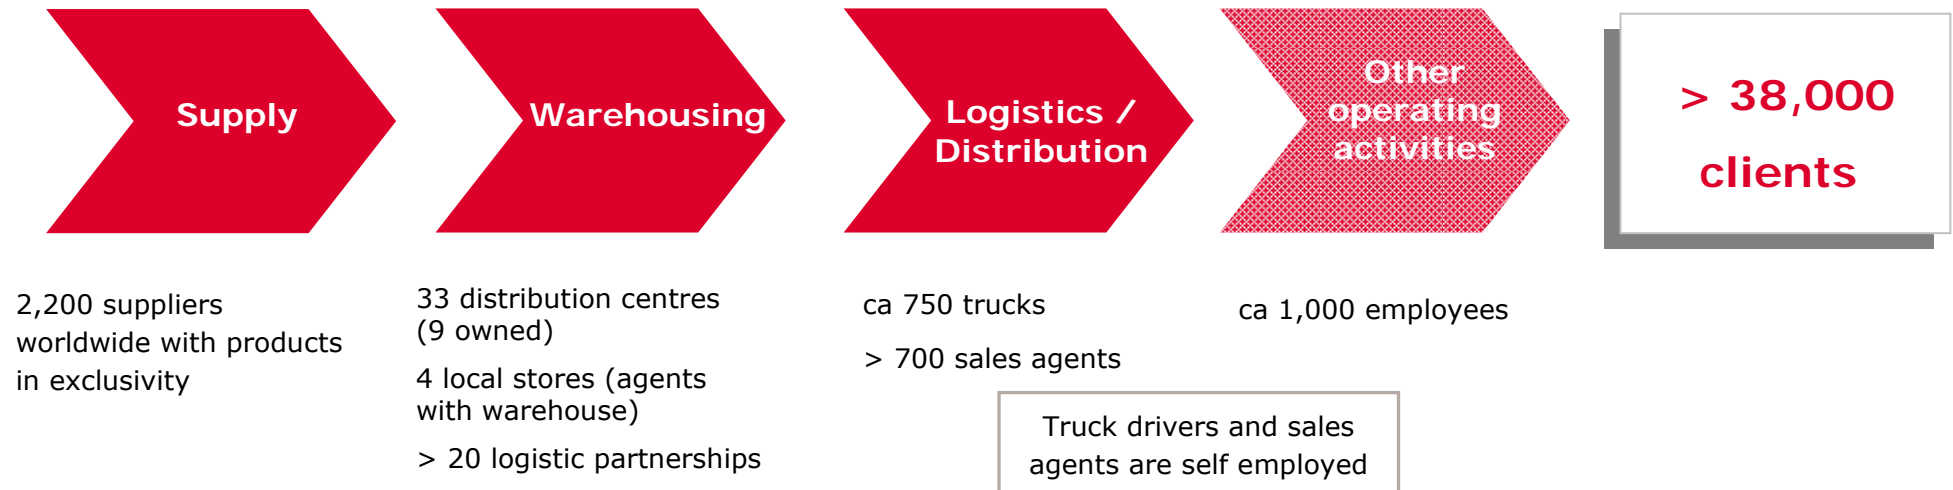 Supply
Warehousing
Logistics /
Distribution
Other
operating
activities
> 38,000
clients
2,200 suppliers
worldwide with products
in exclusivity
33 distribution centres
(9 owned)
4 local stores (agents
with warehouse)
> 20 logistic partnerships
ca 750 trucks
> 700 sales agents
ca 1,000 employees
Truck drivers and sales
agents are self employed